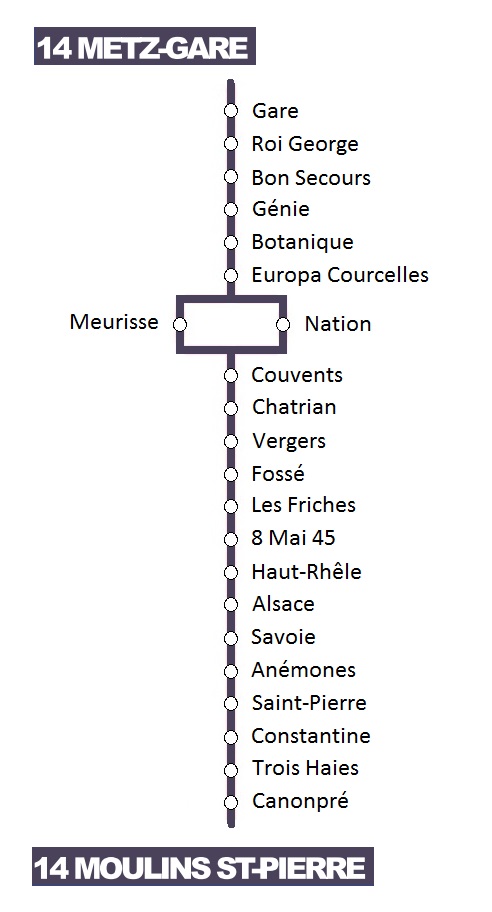 14 METZ-GARE
Gare
Roi George
Bon Secours
Génie
Botanique
Europa Courcelles
Meurisse
Nation
Couvents
Chatrian
Vergers
Fossé
Les Friches
8 Mai 45
Haut-Rhêle
Alsace
Savoie
Anémones
Saint-Pierre
Constantine
Trois Haies
Canonpré
14 MOULINS ST-PIERRE